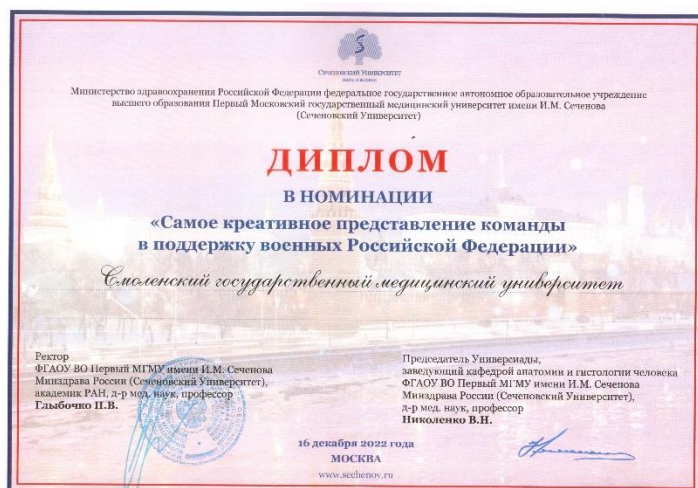 Сеченовский Университет
Министерство здравоохранения Российской Федерации федеральное государственное автономное образовательное учреждение
высшего образования Первый Московский государственный медицинский университет имени И.М. Сеченова
(Сеченовский Университет)
ДИПЛОМ
В НОМИНАЦИИ
«Самое креативное представление команды
в поддержку военных Российской Федерации»
Смоленский государственный медицинский университет
Ректор
ФГАОУ ВО Первый МГМУ имени И.М. Сеченова
Минздрава России (Сеченовский Университет),
академик РАН, д-р мед. наук, профессор
Глыбочко П.В.
Председатель Универсиады,
заведующий кафедрой анатомии и гистологии человека
ФГАОУ ВО Первый МГМУ имени И.М. Сеченова
Минздрава России (Сеченовский Университет),
д-р мед. наук, профессор
Николенко В.Н.
16 декабря 2022 года
МОСКВА
www.sechenov.ru